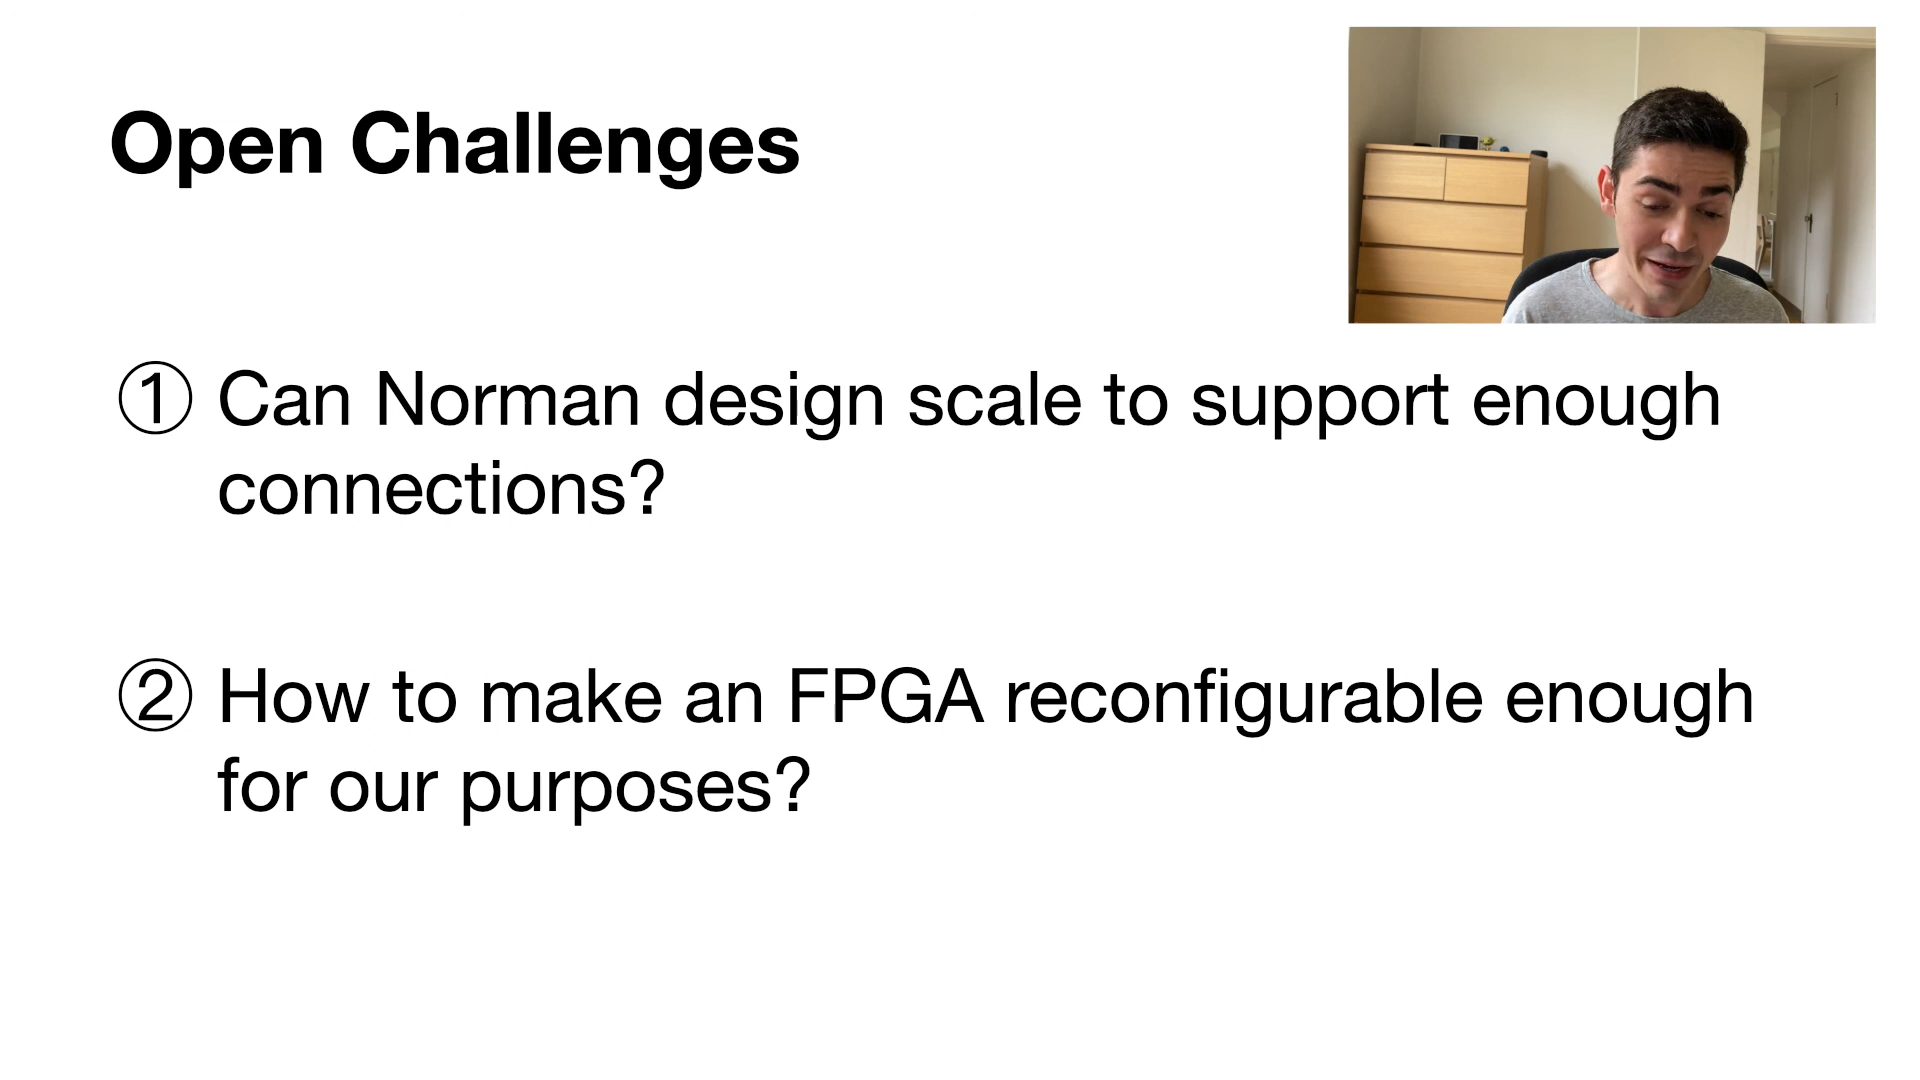 Open Challenges
① Can Norman design scale to support enough
connections?
② How to make an FPGA reconfigurable enough
for our purposes?